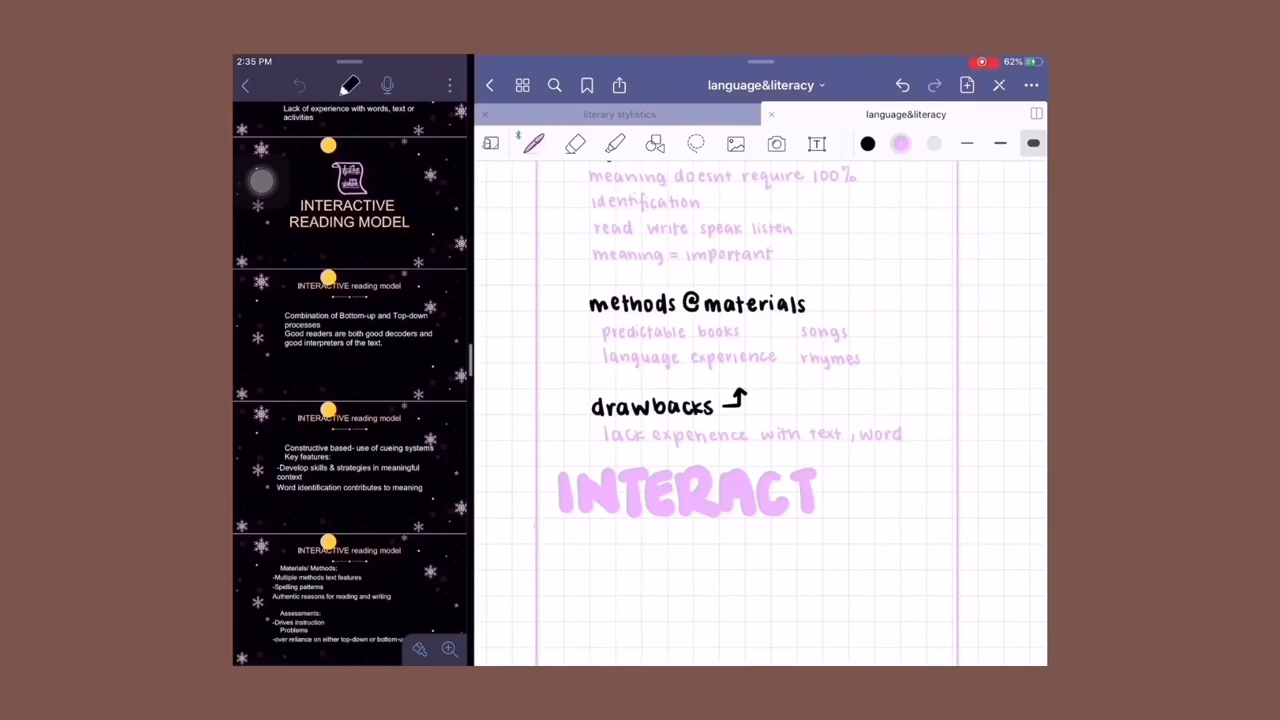 2:35 PM
Lack of experience with words, text or
activities
INTERACTIVE
READING MODEL
INTERACTIVE reading model
Combination of Bottom-up and Top-down
processes
Good readers are both good decoders and
good interpreters of the text.
INTERACTIVE reading model
Constructive based- use of cueing systems
Key features:
-Develop skills & strategies in meaningful
context
Word identification contributes to meaning
INTERACTIVE reading model
Materials/ Methods:
-Multiple methods text features
-Spelling patterns
Authentic reasons for reading and writing
Assessments:
-Drives instruction
Problems
-over reliance on either top-down or bottom-u
62%
language&literacy
literary stylistics
language&literacy
T
meaning doesnt require 100%
identification
read write speak listen
meaning = important
methods @ materials
predictable books songs
language experience rhymes
drawbacks
lack experience with text, word
INTERACT